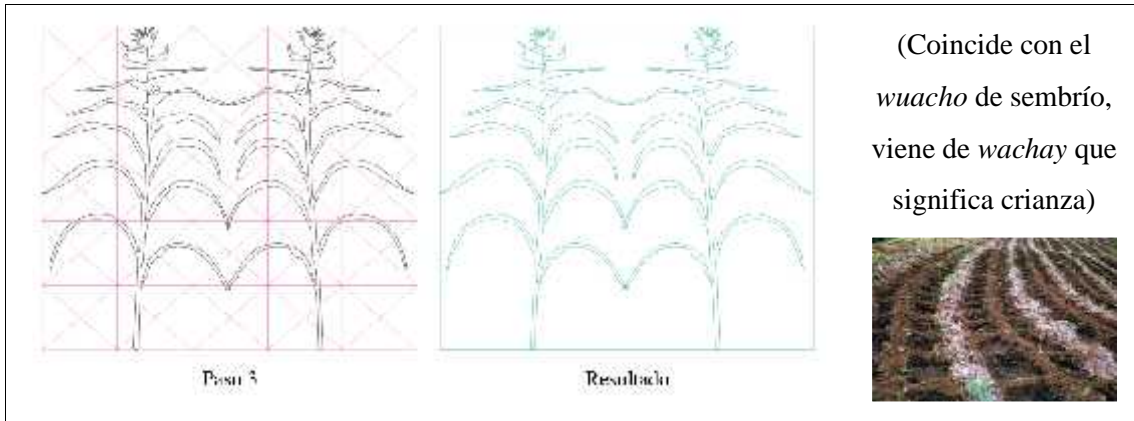 (Coincide con el
wuacho de sembrío,
viene de wachay que
significa crianza)
Paso 3
Resultado